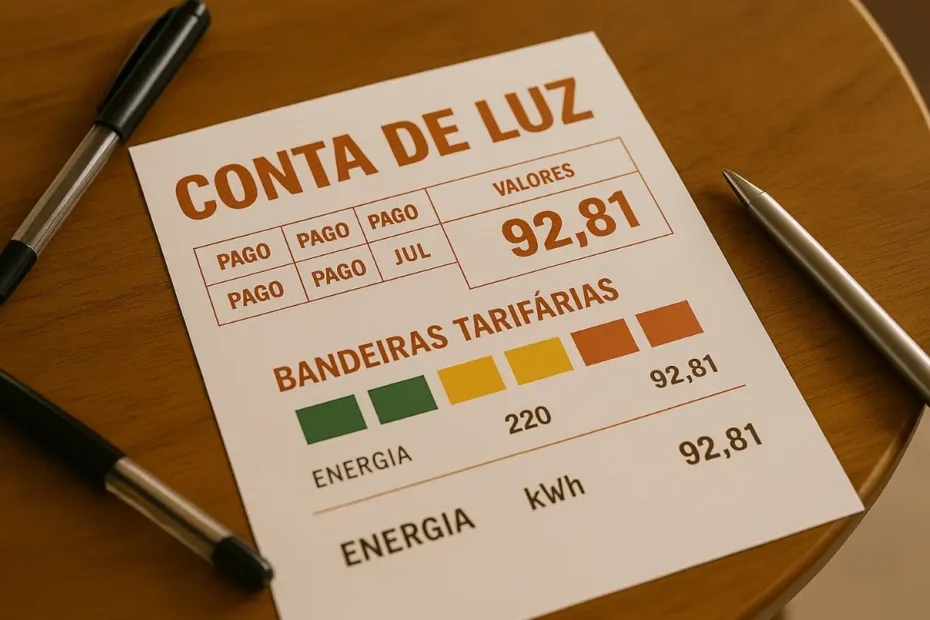 CONTA DE LUZ
PAGO PAGO PAGO VALORES
PAGO PAGO JUL 92,81
BANDEIRAS TARIFÁRIAS
ENERGIA 220 92,81
ENERGIA kWh 92,81